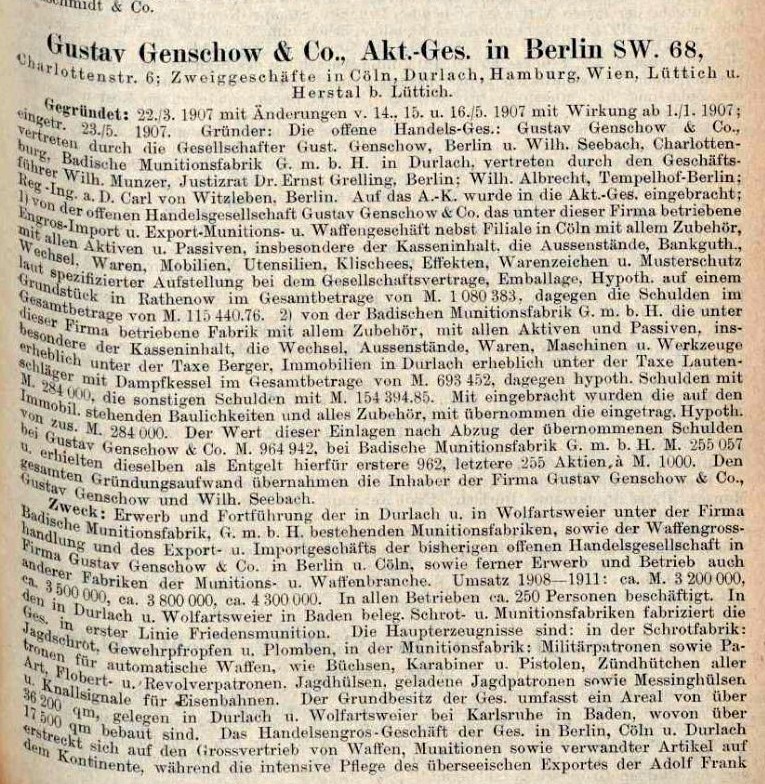 schmidt & Co.
Gustav Genschow & Co., Akt.-Ges. in Berlin SW. 68,
Charlottenstr. 6; Zweiggeschäfte in Cöln, Durlach, Hamburg, Wien, Lüttich u.
Herstal b. Lüttich.
Gegründet: 22./3. 1907 mit Änderungen v. 14., 15. u. 16./5. 1907 mit Wirkung ab 1./1. 1907;
eingetr. 23./5. 1907. Gründer: Die offene Handels-Ges.: Gustav Genschow & Co.,
vertreten durch die Gesellschafter Gust. Genschow, Berlin u. Wilh. Seebach, Charlotten-
burg, Badische Munitionsfabrik G. m. b. H. in Durlach, vertreten durch den Geschäfts-
führer Wilh. Munzer, Justizrat Dr. Ernst Grelling, Berlin; Wilh. Albrecht, Tempelhof-Berlin;
Reg-Ing. a. D. Carl von Witzleben, Berlin. Auf das A.-K. wurde in die Akt.-Ges. eingebracht;
1) von der offenen Handelsgesellschaft Gustav Genschow & Co. das unter dieser Firma betriebene
Engros-Import u. Export-Munitions- u. Waffengeschäft nebst Filiale in Cöln mit allem Zubehör,
mit allen Aktiven u. Passiven, insbesondere der Kasseninhalt, die Aussenstände, Bankguth.,
Wechsel, Waren, Mobilien, Utensilien, Klischees, Effekten, Warenzeichen u. Musterschutz
laut spezifizierter Aufstellung bei dem Gesellschaftsvertrage, Emballage, Hypoth. auf einem
Grundstück in Rathenow im Gesamtbetrage von M. 1 080 383, dagegen die Schulden im
Gesamtbetrage von M. 115 440.76. 2) von der Badischen Munitionsfabrik G. m. b. H. die unter
dieser Firma betriebene Fabrik mit allem Zubehör, mit allen Aktiven und Passiven, ins-
besondere der Kasseninhalt, die Wechsel, Aussenstände, Waren, Maschinen u. Werkzeuge
erheblich unter der Taxe Berger, Immobilien in Durlach erheblich unter der Taxe Lauten-
schläger mit Dampfkessel im Gesamtbetrage von M. 693 452, dagegen hypoth. Schulden mit
M. 284 000, die sonstigen Schulden mit M. 154 394.85. Mit eingebracht wurden die auf den
Immobil. stehenden Baulichkeiten und alles Zubehör, mit übernommen die eingetrag. Hypoth.
von zus. M. 284 000. Der Wert dieser Einlagen nach Abzug der übernommenen Schulden
bei Gustav Genschow & Co. M. 964 942, bei Badische Munitionsfabrik G. m. b. H. M. 255 057
u. erhielten dieselben als Entgelt hierfür erstere 962, letztere 255 Aktien à M. 1000. Den
gesamten Gründungsaufwand übernahmen die Inhaber der Firma Gustav Genschow & Co.,
Gustav Genschow und Wilh. Seebach.
Zweck: Erwerb und Fortführung der in Durlach u. in Wolfartsweier unter der Firma
Badische Munitionsfabrik, G. m. b. H. bestehenden Munitionsfabriken, sowie der Waffengross-
handlung und des Export- u. Importgeschäfts der bisherigen offenen Handelsgesellschaft in
Firma Gustav Genschow & Co. in Berlin u. Cöln, sowie ferner Erwerb und Betrieb auch
anderer Fabriken der Munitions- u. Waffenbranche. Umsatz 1908—1911: ca. M. 3 200 000,
ca. 3 500 000, ca. 3 800 000, ca. 4 300 000. In allen Betrieben ca. 250 Personen beschäftigt. In
den in Durlach u. Wolfartsweier in Baden beleg. Schrot- u. Munitionsfabriken fabriziert die
Ges. in erster Linie Friedensmunition. Die Haupterzeugnisse sind: in der Schrotfabrik:
Jagdschrot, Gewehrpfropfen u. Plomben, in der Munitionsfabrik: Militärpatronen sowie Pa-
tronen für automatische Waffen, wie Büchsen, Karabiner u. Pistolen, Zündhütchen aller
Art, Flobert- u. Revolverpatronen. Jagdhülsen, geladene Jagdpatronen sowie Messinghülsen
u. Knallsignale für Eisenbahnen. Der Grundbesitz der Ges. umfasst ein Areal von über
36 200 qm, gelegen in Durlach u. Wolfartsweier bei Karlsruhe in Baden, wovon über
17 500 qm bebaut sind. Das Handelsengros-Geschäft der Ges. in Berlin, Cöln u. Durlach
erstreckt sich auf den Grossvertrieb von Waffen, Munitionen sowie verwandter Artikel auf
dem Kontinente, während die intensive Pflege des überseeischen Exportes der Adolf Frank